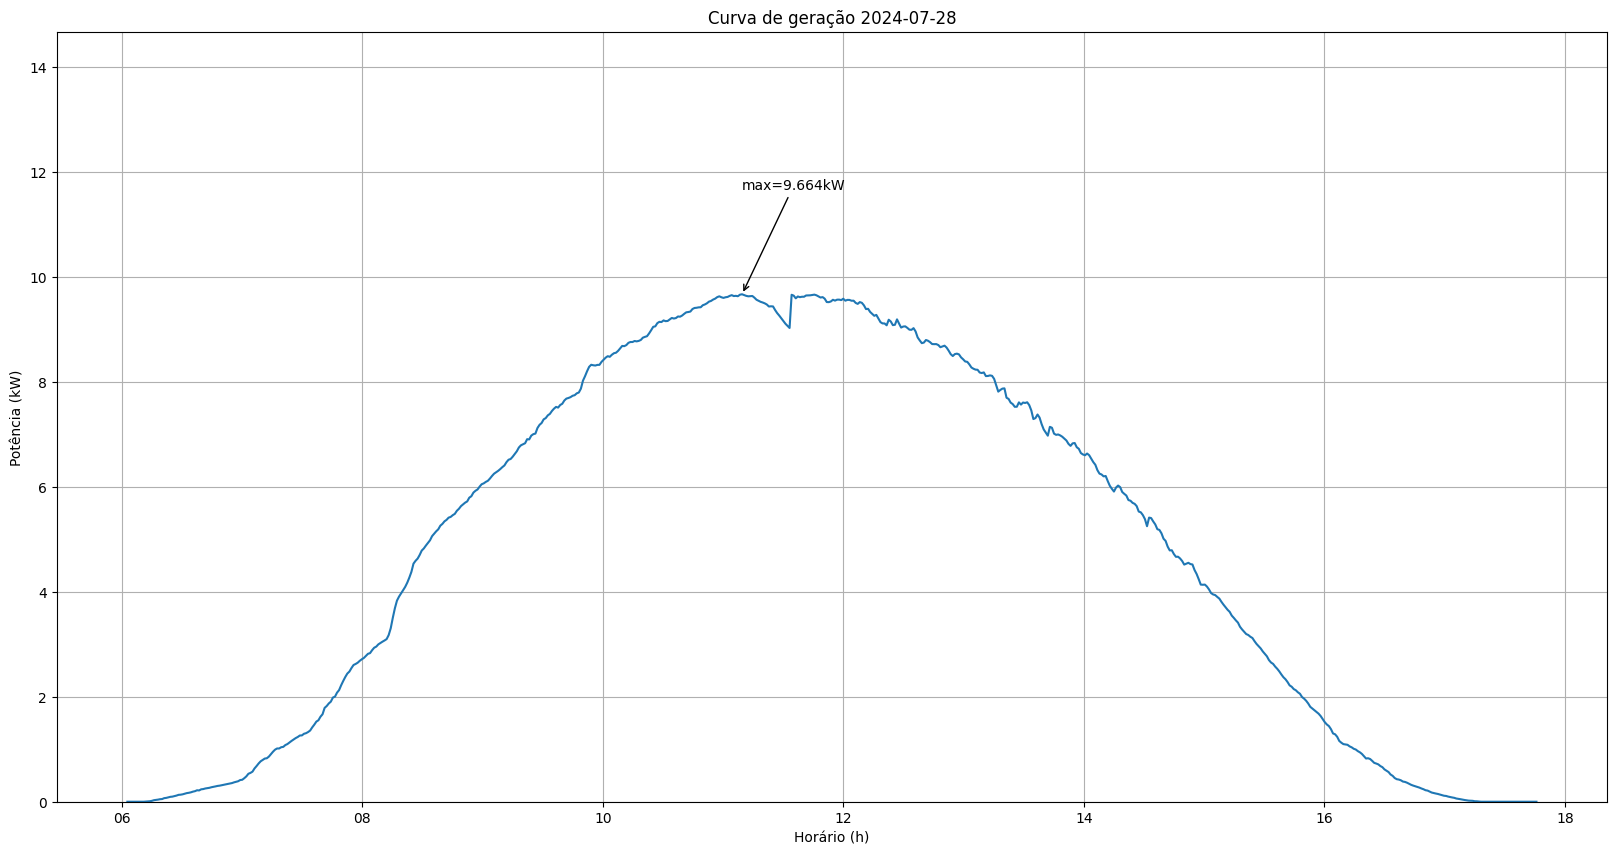 Curva de geração 2024-07-28
14
12
max=9.664kW
10
8
6
4
2
0
Potência (kW)
06 08 10 12 14 16 18
Horário (h)